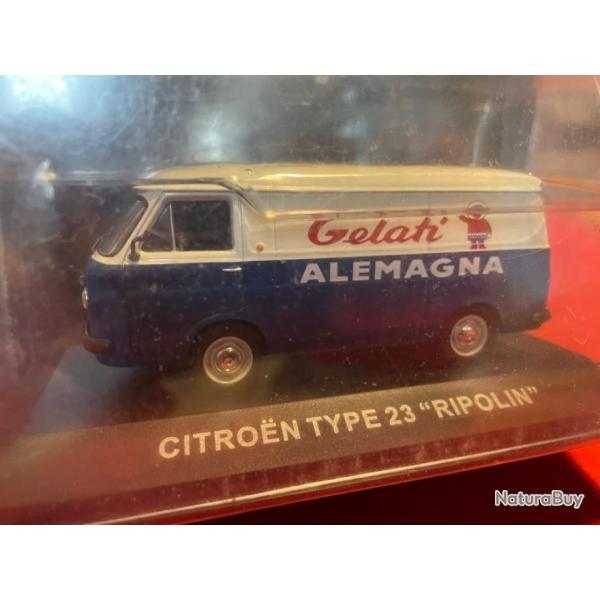 Gelati
ALEMAGNA
CITROËN TYPE 23 "RIPOLIN"
NaturaBuy